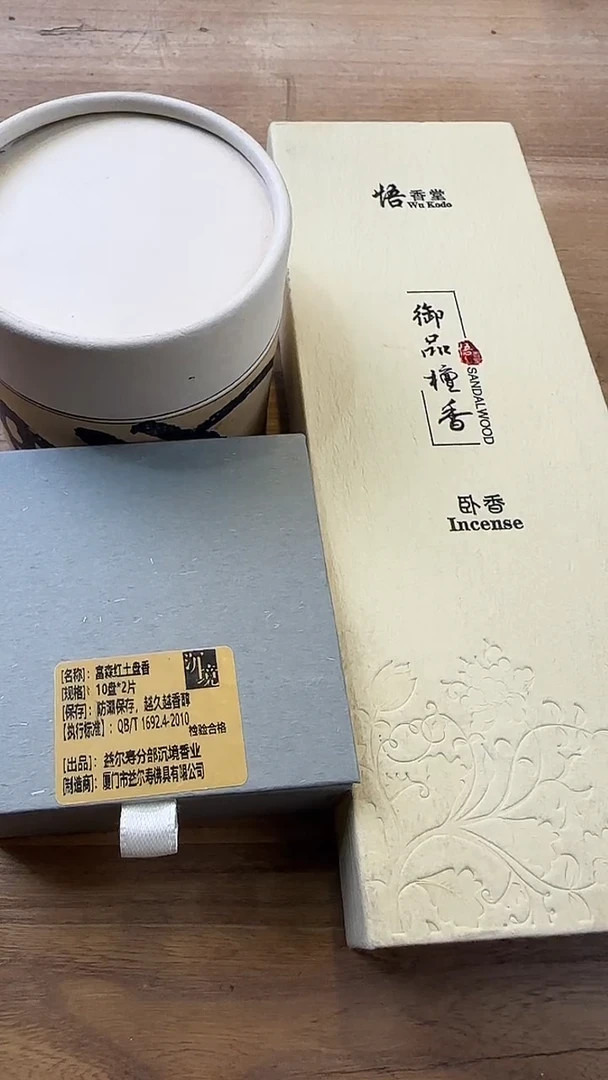 悟香堂
Wu Kodo
御品檀香
SANDALWOOD
卧香
Incense
沉境
[名称]：富森红土盘香
[规格]：10盘*2片
[保存]：防潮保存，越久越香醇
[执行标准]：QB/T 1692.4-2010
检验合格
[出品]：益尔寿分部沉境香业
[制造商]：厦门市益尔寿佛具有限公司